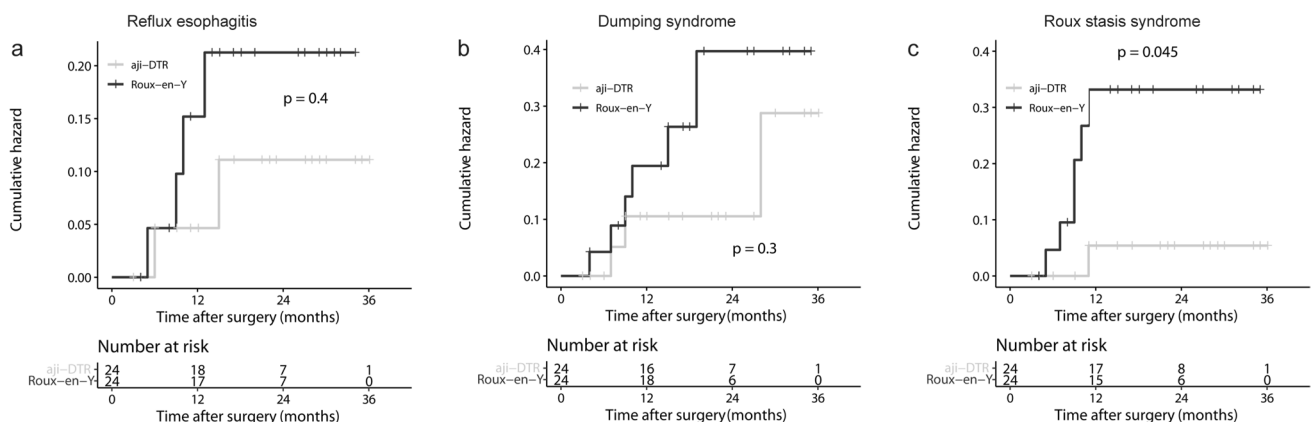 Reflux esophagitis
a
Cumulative hazard
0.20
0.15
0.10
0.05
0.00
aji–DTR
Roux–en–Y
p = 0.4
0 12 24 36
Time after surgery (months)
Number at risk
aji–DTR 24 18 7 1
Roux–en–Y 24 17 7 0
0 12 24 36
Time after surgery (months)
Dumping syndrome
b
Cumulative hazard
0.4
0.3
0.2
0.1
0.0
aji–DTR
Roux–en–Y
p = 0.3
0 12 24 36
Time after surgery (months)
Number at risk
aji–DTR 24 16 7 1
Roux–en–Y 24 18 6 0
0 12 24 36
Time after surgery (months)
Roux stasis syndrome
c
Cumulative hazard
0.4
0.3
0.2
0.1
0.0
p = 0.045
aji–DTR
Roux–en–Y
0 12 24 36
Time after surgery (months)
Number at risk
aji–DTR 24 17 8 1
Roux–en–Y 24 15 6 0
0 12 24 36
Time after surgery (months)